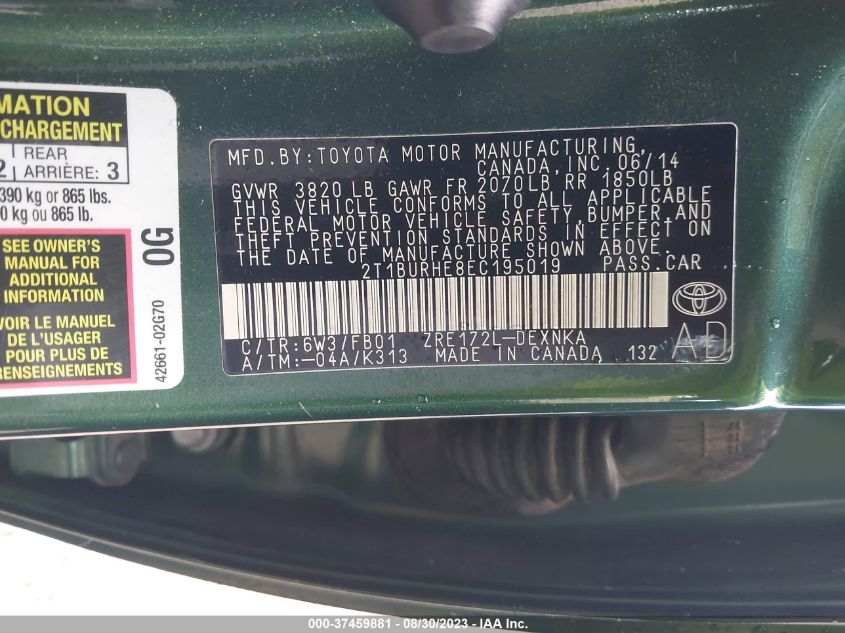 MATION
CHARGEMENT
2 REAR ARRIÈRE: 3
390 kg or 865 lbs.
0 kg ou 865 lb.
SEE OWNER'S
MANUAL FOR
ADDITIONAL
INFORMATION
VOIR LE MANUEL
DE L'USAGER
POUR PLUS DE
RENSEIGNEMENTS
0G
42661-02G70
MFD.BY:TOYOTA MOTOR MANUFACTURING,
CANADA,INC. 06/14
GVWR 3820 LB GAWR FR 2070LB RR 1850LB
THIS VEHICLE CONFORMS TO ALL APPLICABLE
FEDERAL MOTOR VEHICLE SAFETY,BUMPER,AND
THEFT PREVENTION STANDARDS IN EFFECT ON
THE DATE OF MANUFACTURE SHOWN ABOVE.
2T1BURHE8EC195019 PASS.CAR
C/TR:6W3/FB01 ZRE172L-DEXNKA
A/TM:-04A/K313 MADE IN CANADA 132
AD
000-37459881 - 08/30/2023 - IAA Inc.